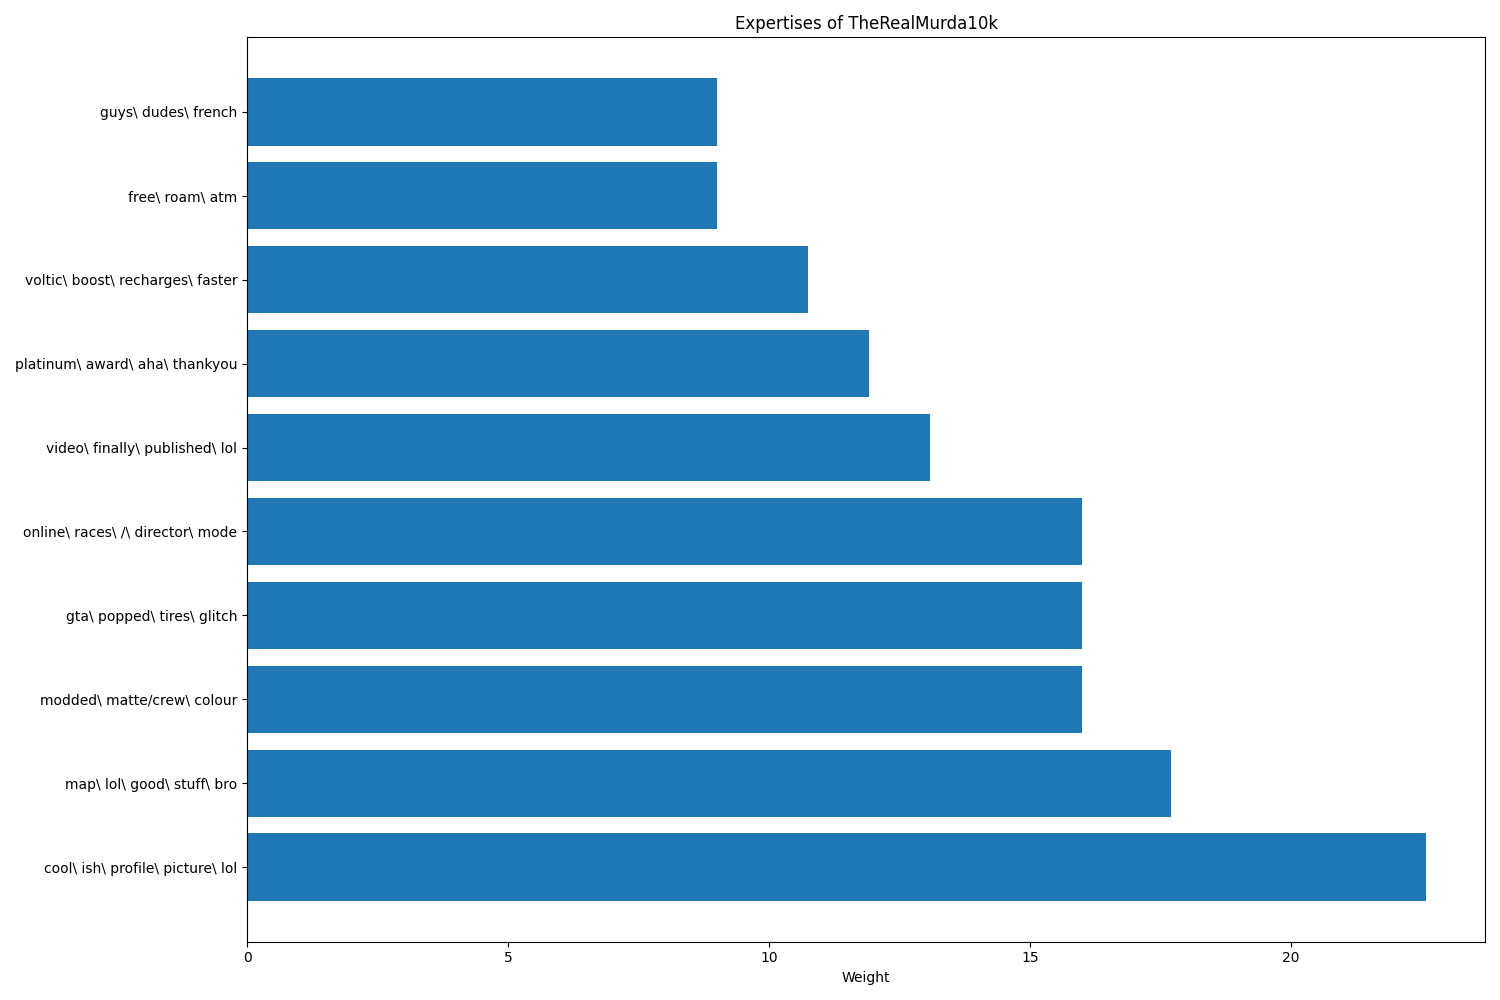 Expertises of TheRealMurda10k
guys\ dudes\ french
free\ roam\ atm
voltic\ boost\ recharges\ faster
platinum\ award\ aha\ thankyou
video\ finally\ published\ lol
online\ races\ /\ director\ mode
gta\ popped\ tires\ glitch
modded\ matte/crew\ colour
map\ lol\ good\ stuff\ bro
cool\ ish\ profile\ picture\ lol
0 5 10 15 20
Weight